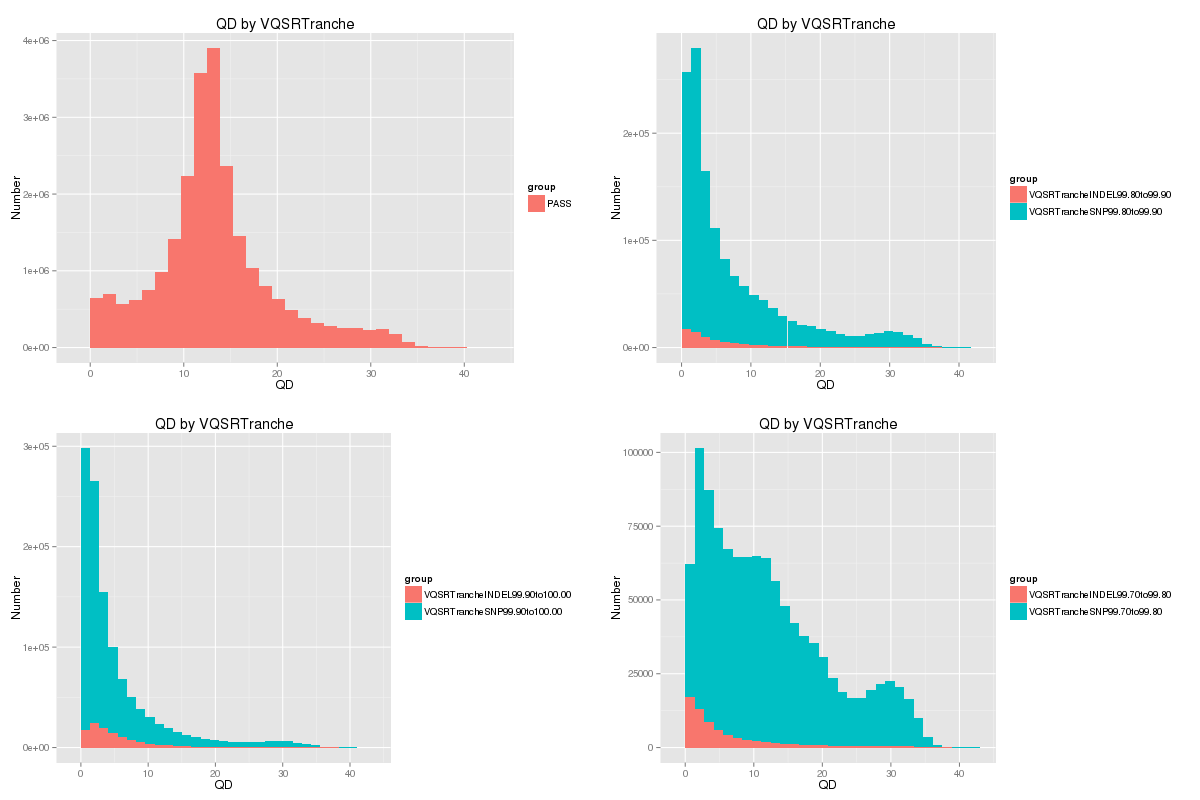 QD by VQSRTranche
4e+06
3e+06
2e+06
1e+06
0e+00
Number
0 10 20 30 40
QD
group
PASS
QD by VQSRTranche
2e+05
1e+05
0e+00
Number
0 10 20 30 40
QD
group
VQSRTrancheINDEL99.80to99.90
VQSRTrancheSNP99.80to99.90
QD by VQSRTranche
3e+05
2e+05
1e+05
0e+00
Number
0 10 20 30 40
QD
group
VQSRTrancheINDEL99.90to100.00
VQSRTrancheSNP99.90to100.00
QD by VQSRTranche
100000
75000
50000
25000
0
Number
0 10 20 30 40
QD
group
VQSRTrancheINDEL99.70to99.80
VQSRTrancheSNP99.70to99.80